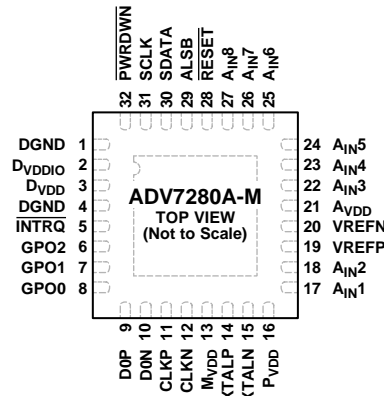 PWRDWN
SCLK
SDATA
ALSB
RESET
AIN8
AIN7
AIN6
32 31 30 29 28 27 26 25
DGND 1
DVDDIO 2
DVDD 3
DGND 4
INTRQ 5
GPO2 6
GPO1 7
GPO0 8
ADV7280A-M
TOP VIEW
(Not to Scale)
24 AIN5
23 AIN4
22 AIN3
21 AVDD
20 VREFN
19 VREFP
18 AIN2
17 AIN1
9 10 11 12 13 14 15 16
D0P
D0N
CLKP
CLKN
MVDD
XTALP
XTALN
PVDD